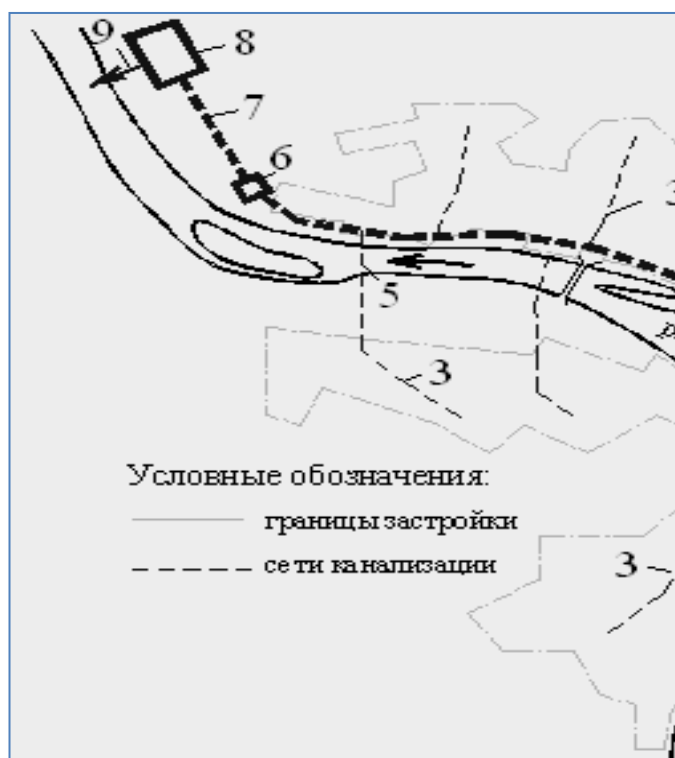 9
8
7
6
3
5
3
р
Условные обозначения:
границы застройки
сети канализации
3